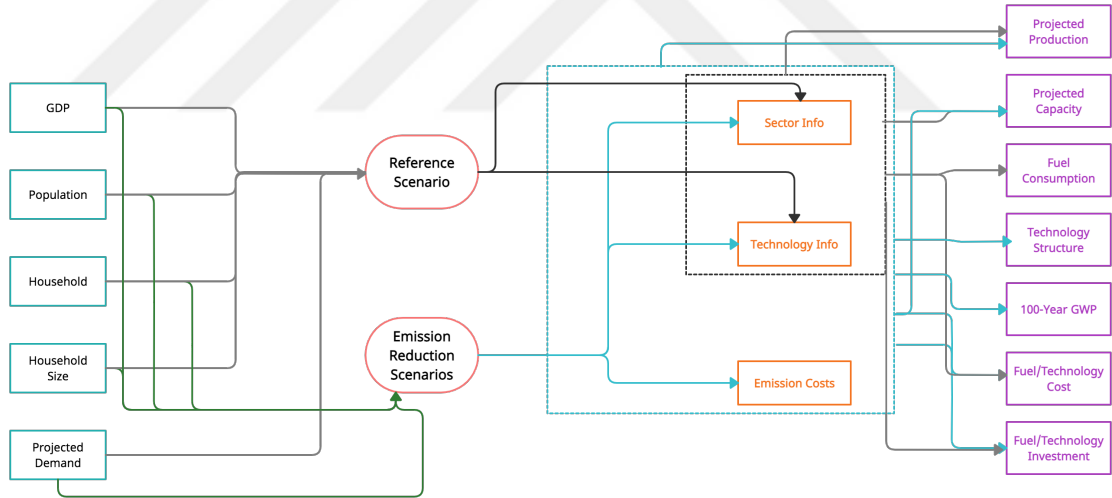 GDP
Population
Household
Household
Size
Projected
Demand
Reference
Scenario
Emission
Reduction
Scenarios
Sector Info
Technology Info
Emission Costs
Projected
Production
Projected
Capacity
Fuel
Consumption
Technology
Structure
100-Year GWP
Fuel/Technology
Cost
Fuel/Technology
Investment